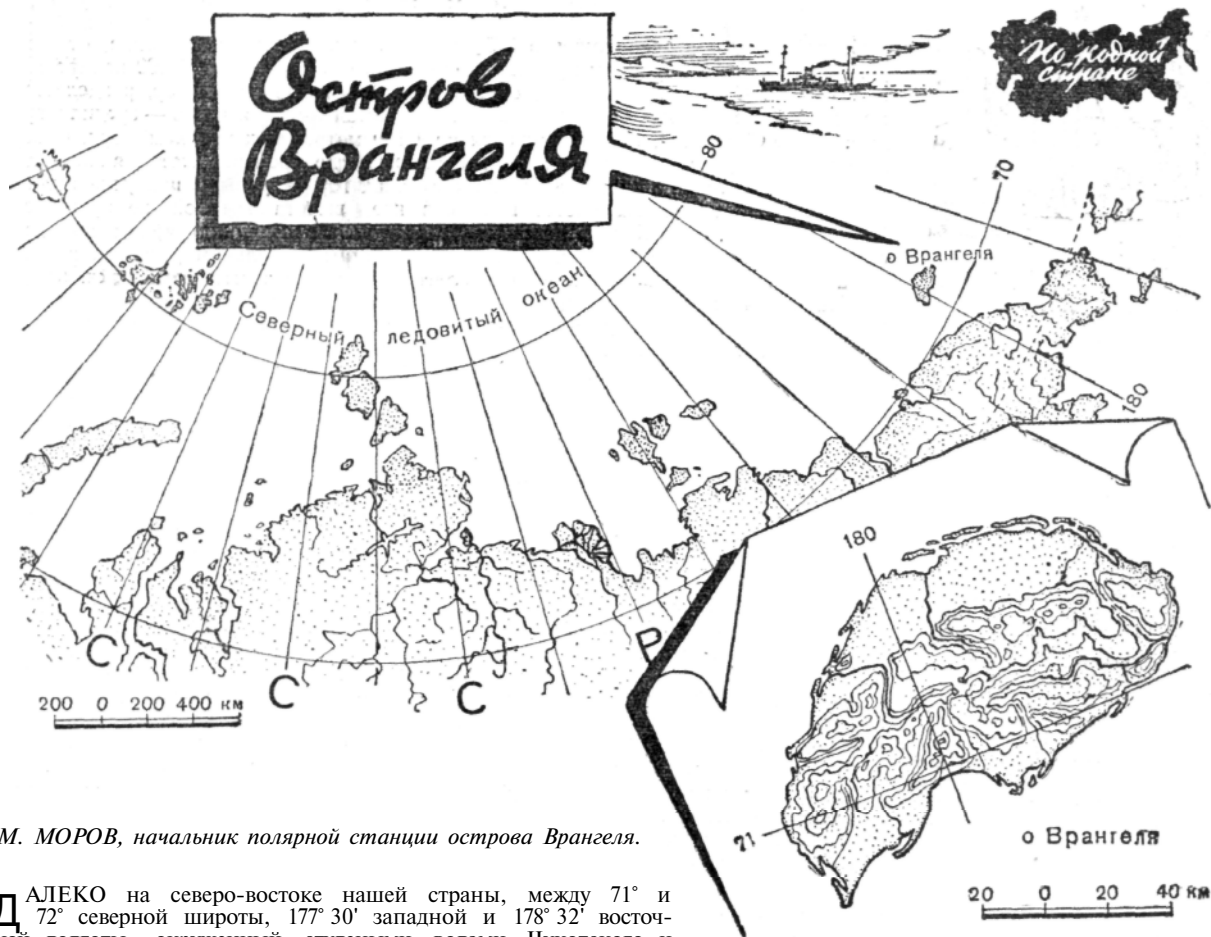 Остров
Врангеля
По родной
стране
80
70
о Врангеля
Северный ледовитый океан
180
180
С
С
С
Р
200 0 200 400 км
71
о Врангеля
20 0 20 40 км
М. МОРОВ, начальник полярной станции острова Врангеля.
ДАЛЕКО на северо-востоке нашей страны, между 71° и
72° северной широты, 177° 30' западной и 178° 32' восточ-